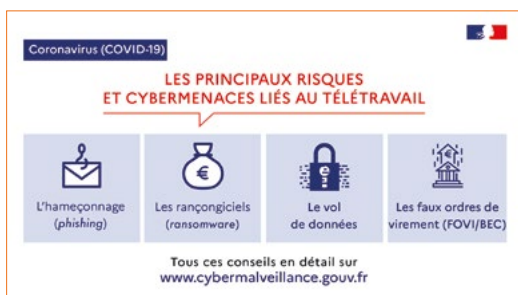 Coronavirus (COVID-19)
LES PRINCIPAUX RISQUES
ET CYBERMENACES LIÉS AU TÉLÉTRAVAIL
L'hameçonnage
(phishing)
Les rançongiciels
(ransomware)
Le vol
de données
Les faux ordres de
virement (FOVI/BEC)
Tous ces conseils en détail sur
www.cybermalveillance.gouv.fr